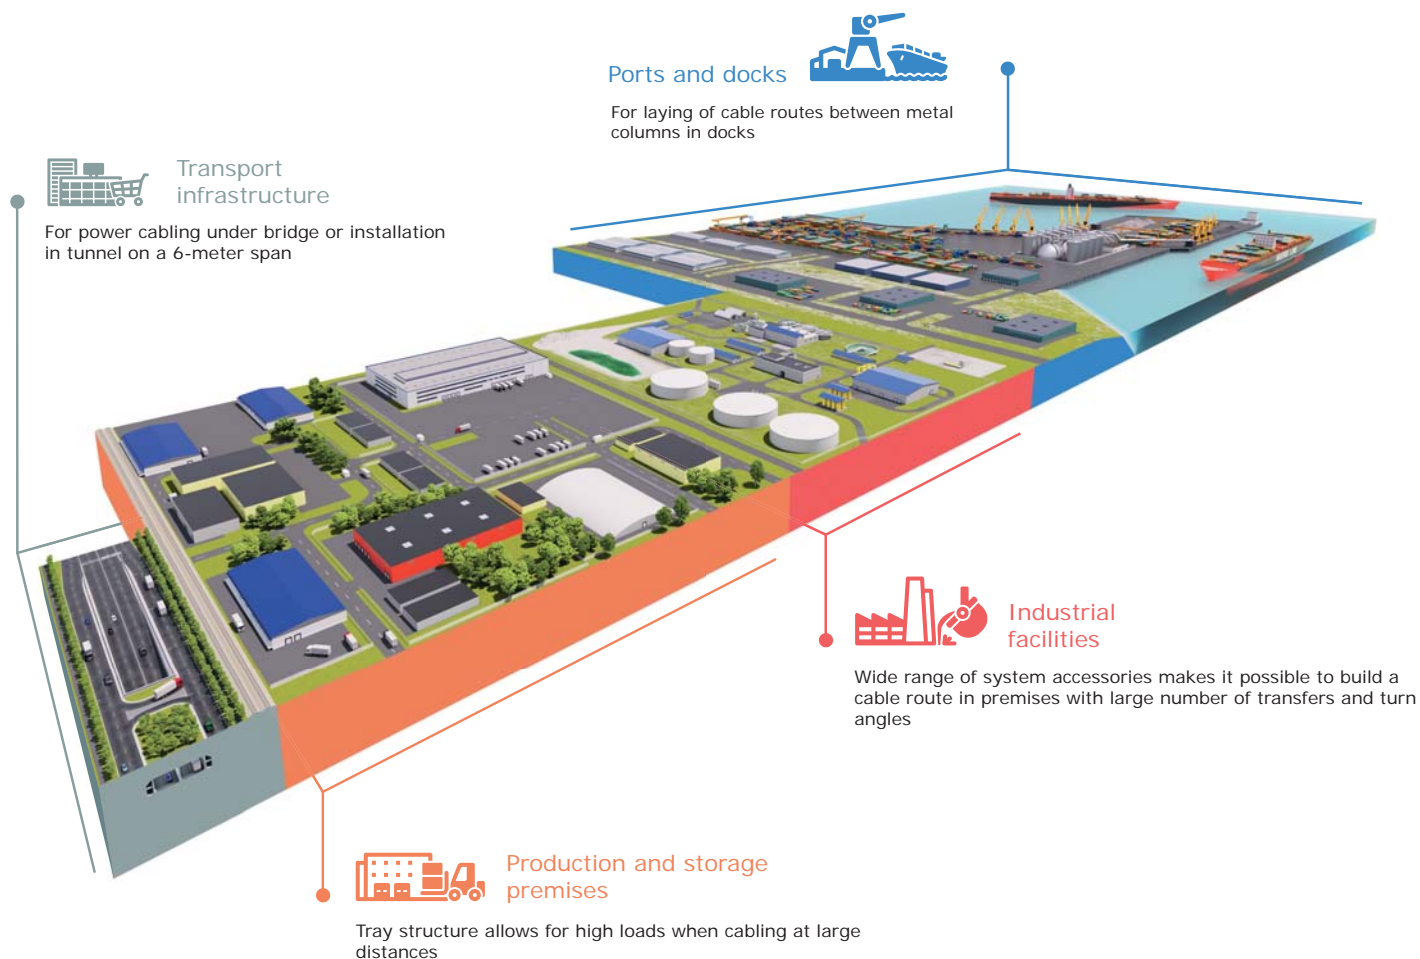 Ports and docks
For laying of cable routes between metal
columns in docks
Transport
infrastructure
For power cabling under bridge or installation
in tunnel on a 6-meter span
Industrial
facilities
Wide range of system accessories makes it possible to build a
cable route in premises with large number of transfers and turn
angles
Production and storage
premises
Tray structure allows for high loads when cabling at large
distances